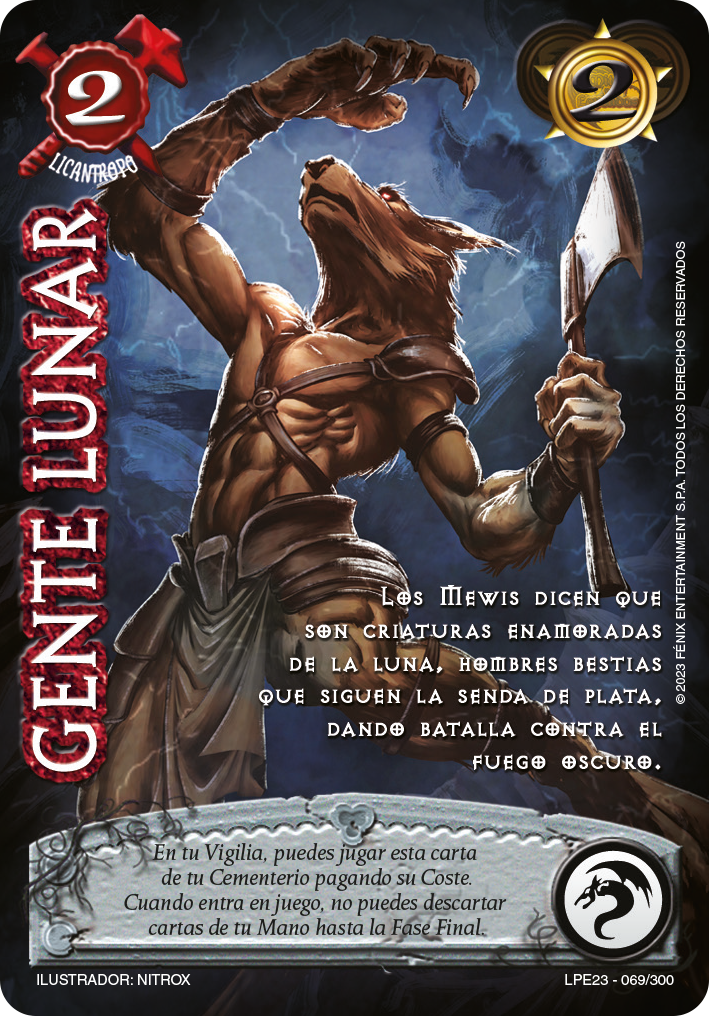 2
LICANTROPO
2
GENTE LUNAR
© 2023 FÉNIX ENTERTAINMENT S.P.A. TODOS LOS DERECHOS RESERVADOS
Los Mewis dicen que
son criaturas enamoradas
de la luna, hombres bestias
que siguen la senda de plata,
dando batalla contra el
fuego oscuro.
En tu Vigilia, puedes jugar esta carta
de tu Cementerio pagando su Coste.
Cuando entra en juego, no puedes descartar
cartas de tu Mano hasta la Fase Final.
ILUSTRADOR: NITROX
LPE23 - 069/300